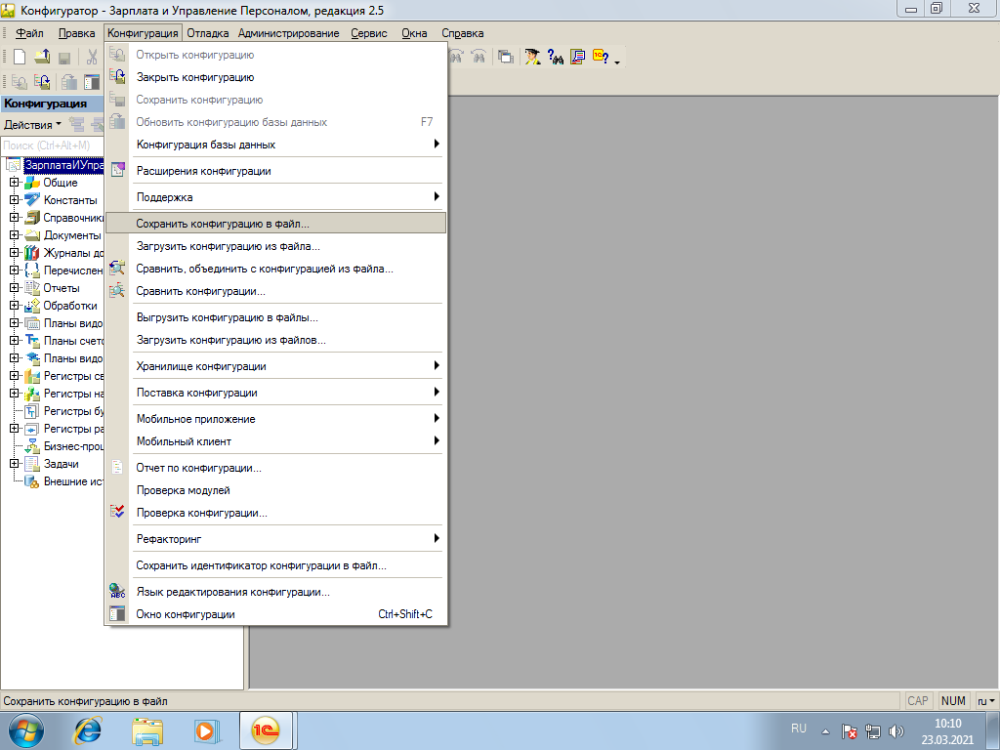 Конфигуратор - Зарплата и Управление Персоналом, редакция 2.5
Файл Правка Конфигурация Отладка Администрирование Сервис Окна Справка
Конфигурация
Действия
Поиск (Ctrl+Alt+M)
ЗарплатаИУпра
Общие
Константы
Справочники
Документы
Журналы до
Перечислен
Отчеты
Обработки
Планы видо
Планы счето
Планы видо
Регистры св
Регистры на
Регистры бу
Регистры ра
Бизнес-проц
Задачи
Внешние ист
Открыть конфигурацию
Закрыть конфигурацию
Сохранить конфигурацию
Обновить конфигурацию базы данных F7
Конфигурация базы данных
Расширения конфигурации
Поддержка
Сохранить конфигурацию в файл...
Загрузить конфигурацию из файла...
Сравнить, объединить с конфигурацией из файла...
Сравнить конфигурации...
Выгрузить конфигурацию в файлы...
Загрузить конфигурацию из файлов...
Хранилище конфигурации
Поставка конфигурации
Мобильное приложение
Мобильный клиент
Отчет по конфигурации...
Проверка модулей
Проверка конфигурации...
Рефакторинг
Сохранить идентификатор конфигурации в файл...
Язык редактирования конфигурации...
Окно конфигурации Ctrl+Shift+C
Сохранить конфигурацию в файл
CAP NUM ru
RU
10:10
23.03.2021